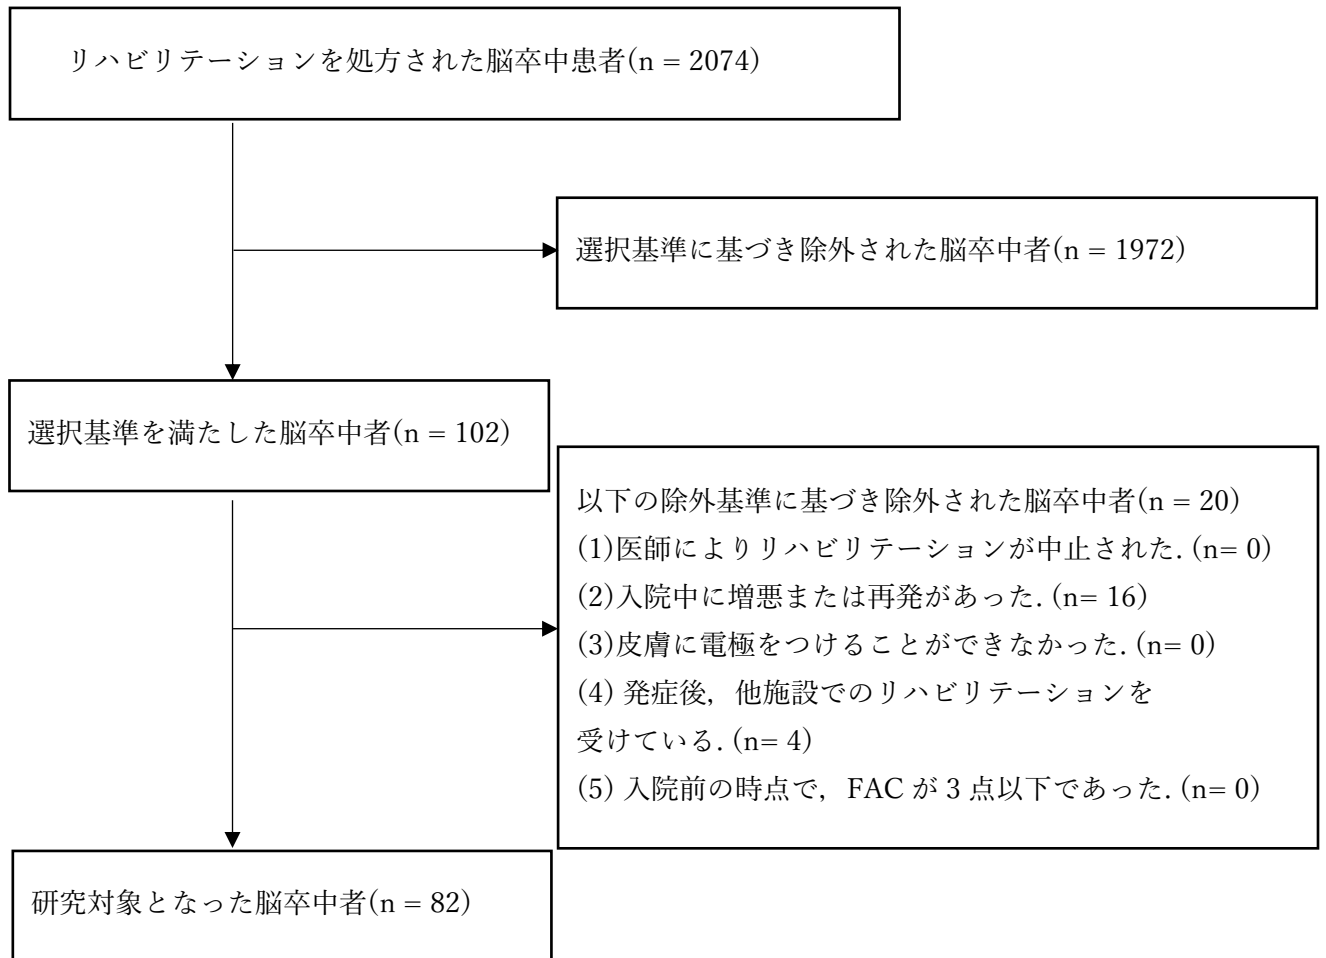 リハビリテーションを処方された脳卒中患者(n = 2074)
選択基準に基づき除外された脳卒中者(n = 1972)
選択基準を満たした脳卒中者(n = 102)
以下の除外基準に基づき除外された脳卒中者(n = 20)
(1)医師によりリハビリテーションが中止された. (n= 0)
(2)入院中に増悪または再発があった. (n= 16)
(3)皮膚に電極をつけることができなかった. (n= 0)
(4) 発症後，他施設でのリハビリテーションを
受けている. (n= 4)
(5) 入院前の時点で，FAC が 3 点以下であった. (n= 0)
研究対象となった脳卒中者(n = 82)